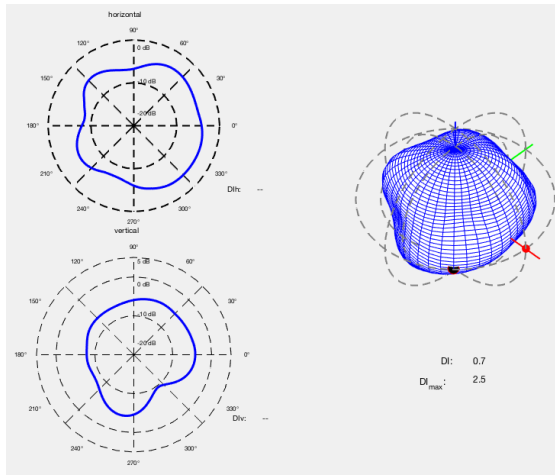 horizontal
90°
120°
60°
0 dB
150°
30°
-10 dB
-20 dB
180°
0°
210°
330°
DIh: --
240°
300°
270°
vertical
90°
120°
60°
5 dB
0 dB
150°
30°
-10 dB
-20 dB
180°
0°
DI: 0.7
DImax: 2.5
210°
330°
DIv: --
240°
300°
270°